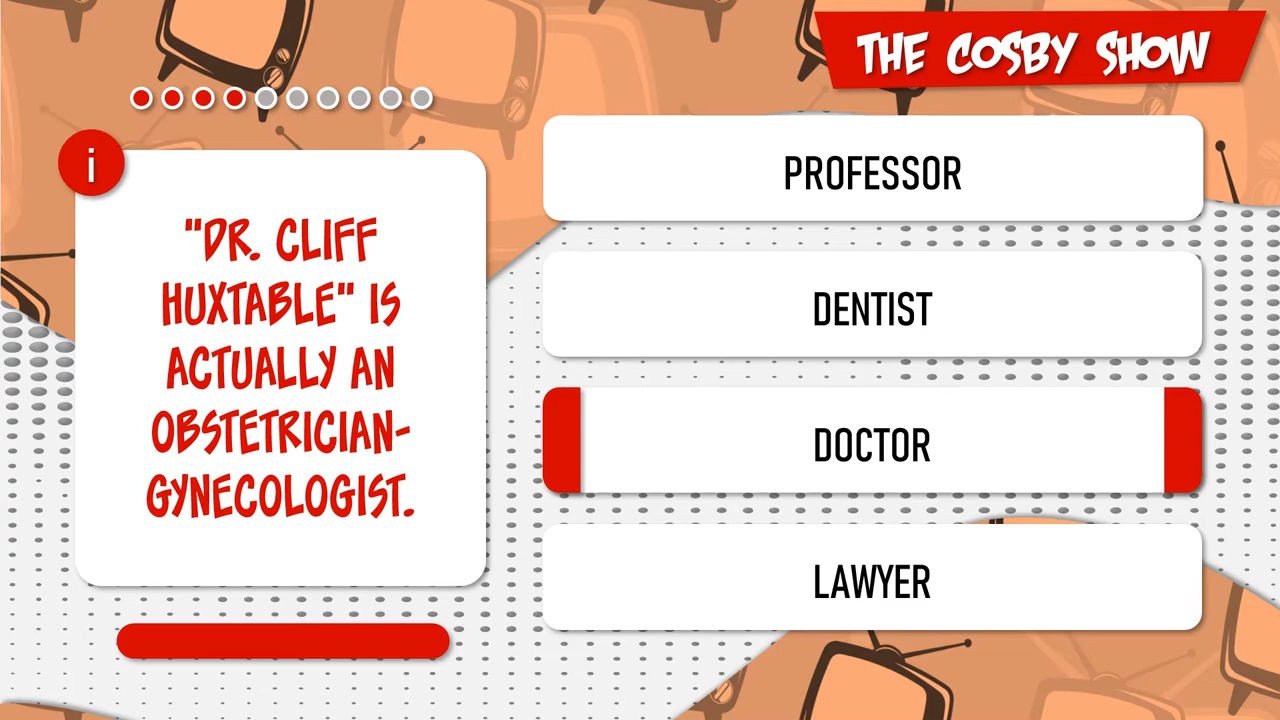 THE COSBY SHOW
i
"DR. CLIFF
HUXTABLE" IS
ACTUALLY AN
OBSTETRICIAN-
GYNECOLOGIST.
PROFESSOR
DENTIST
DOCTOR
LAWYER